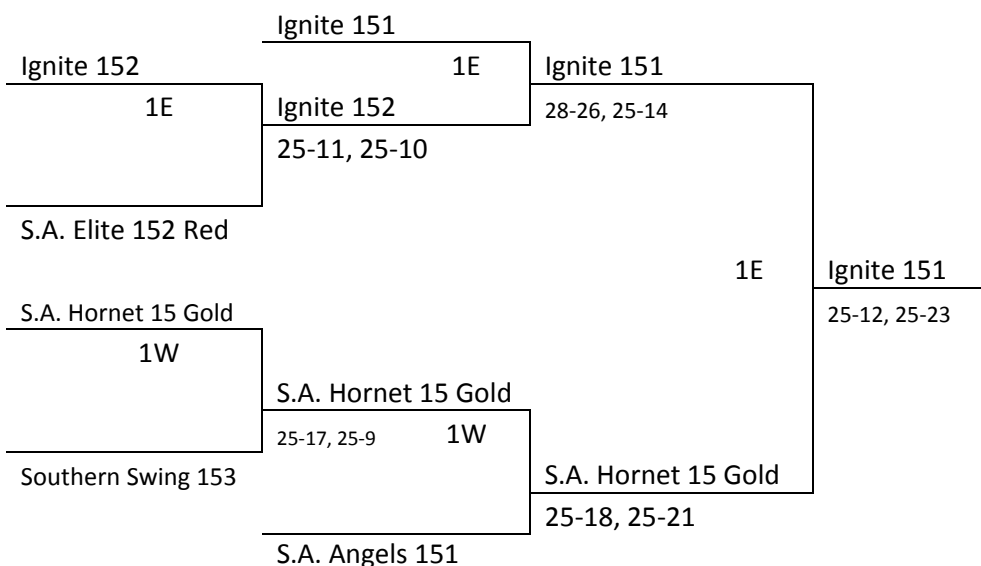 Ignite 151
Ignite 152
1E
Ignite 151
1E
Ignite 152
28-26, 25-14
25-11, 25-10
S.A. Elite 152 Red
1E
Ignite 151
S.A. Hornet 15 Gold
25-12, 25-23
1W
S.A. Hornet 15 Gold
25-17, 25-9
1W
Southern Swing 153
S.A. Hornet 15 Gold
25-18, 25-21
S.A. Angels 151